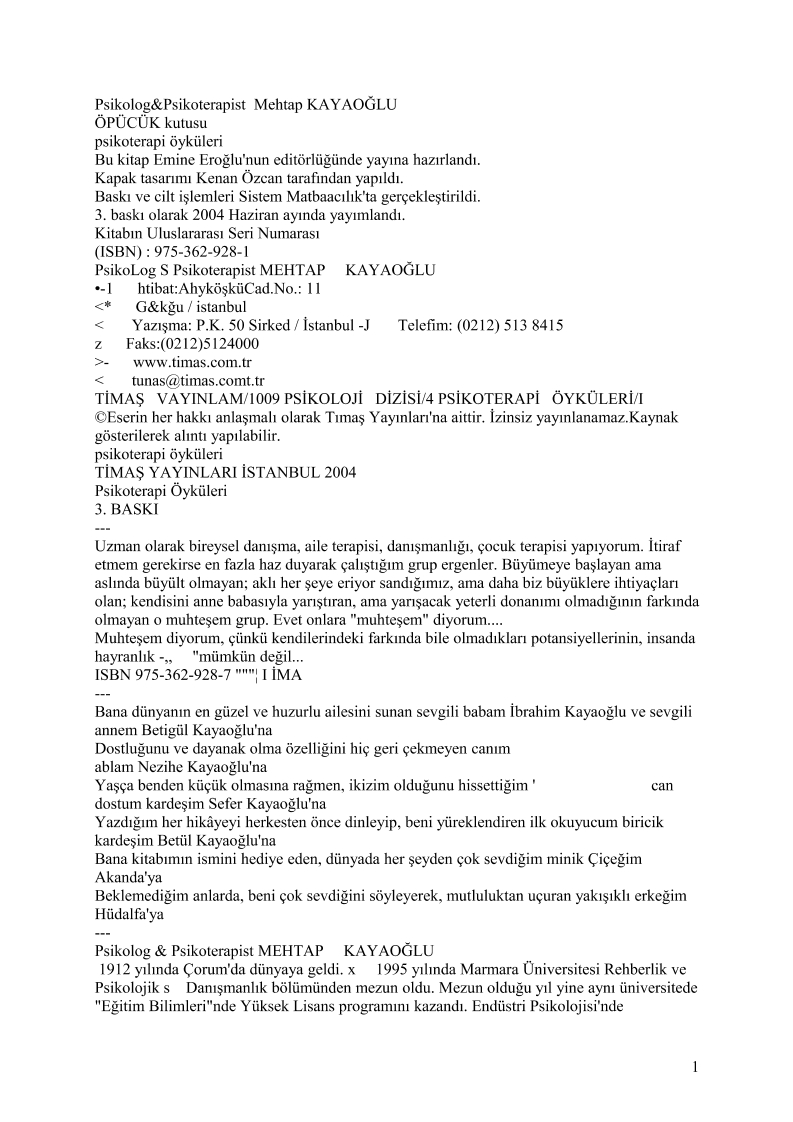 Psikolog&Psikoterapist  Mehtap KAYAOĞLU
ÖPÜCÜK kutusu
psikoterapi öyküleri
Bu kitap Emine Eroğlu'nun editörlüğünde yayına hazırlandı.
Kapak tasarımı Kenan Özcan tarafından yapıldı.
Baskı ve cilt işlemleri Sistem Matbaacılık'ta gerçekleştirildi.
3. baskı olarak 2004 Haziran ayında yayımlandı.
Kitabın Uluslararası Seri Numarası
(ISBN) : 975-362-928-1
PsikoLog S Psikoterapist MEHTAP    KAYAOĞLU
•-1     htibat:AhyköşküCad.No.: 11
<*     G&kğu / istanbul
<      Yazışma: P.K. 50 Sirked / İstanbul -J      Telefim: (0212) 513 8415
z     Faks:(0212)5124000
>-     www.timas.com.tr
<      tunas@timas.comt.tr
TİMAŞ   VAYINLAM/1009 PSİKOLOJİ   DİZİSİ/4 PSİKOTERAPİ   ÖYKÜLERİ/I
©Eserin her hakkı anlaşmalı olarak Tımaş Yayınları'na aittir. İzinsiz yayınlanamaz.Kaynak
gösterilerek alıntı yapılabilir.
psikoterapi öyküleri
TİMAŞ YAYINLARI İSTANBUL 2004
Psikoterapi Öyküleri
3. BASKI
---
Uzman olarak bireysel danışma, aile terapisi, danışmanlığı, çocuk terapisi yapıyorum. İtiraf
etmem gerekirse en fazla haz duyarak çalıştığım grup ergenler. Büyümeye başlayan ama
aslında büyült olmayan; aklı her şeye eriyor sandığımız, ama daha biz büyüklere ihtiyaçları
olan; kendisini anne babasıyla yarıştıran, ama yarışacak yeterli donanımı olmadığının farkında
olmayan o muhteşem grup. Evet onlara "muhteşem" diyorum....
Muhteşem diyorum, çünkü kendilerindeki farkında bile olmadıkları potansiyellerinin, insanda
hayranlık -,,     "mümkün değil...
ISBN 975-362-928-7 """¦ I İMA
---
Bana dünyanın en güzel ve huzurlu ailesini sunan sevgili babam İbrahim Kayaoğlu ve sevgili
annem Betigül Kayaoğlu'na
Dostluğunu ve dayanak olma özelliğini hiç geri çekmeyen canım
ablam Nezihe Kayaoğlu'na
Yaşça benden küçük olmasına rağmen, ikizim olduğunu hissettiğim '                         can
dostum kardeşim Sefer Kayaoğlu'na
Yazdığım her hikâyeyi herkesten önce dinleyip, beni yüreklendiren ilk okuyucum biricik
kardeşim Betül Kayaoğlu'na
Bana kitabımın ismini hediye eden, dünyada her şeyden çok sevdiğim minik Çiçeğim
Akanda'ya
Beklemediğim anlarda, beni çok sevdiğini söyleyerek, mutluluktan uçuran yakışıklı erkeğim
Hüdalfa'ya
---
Psikolog & Psikoterapist MEHTAP    KAYAOĞLU
1912 yılında Çorum'da dünyaya geldi. x     1995 yılında Marmara Üniversitesi Rehberlik ve
Psikolojik s    Danışmanlık bölümünden mezun oldu. Mezun olduğu yıl yine aynı üniversitede
"Eğitim Bilimleri"nde Yüksek Lisans programını kazandı. Endüstri Psikolojisi'nde
1